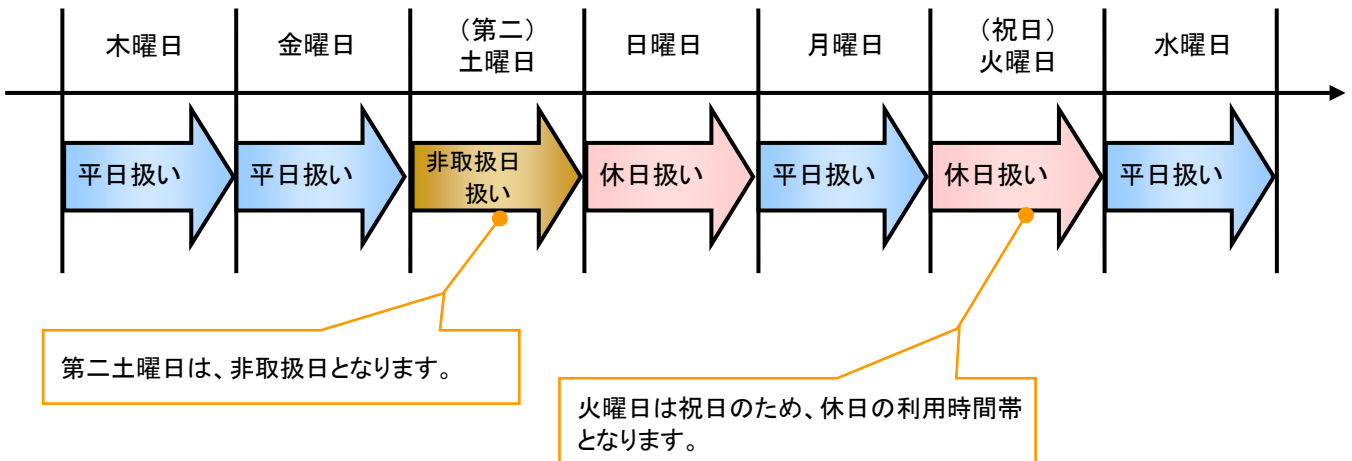 木曜日
金曜日
（第二）
土曜日
日曜日
月曜日
（祝日）
火曜日
水曜日
平日扱い
平日扱い
非取扱日
扱い
休日扱い
平日扱い
休日扱い
平日扱い
第二土曜日は、非取扱日となります。
火曜日は祝日のため、休日の利用時間帯
となります。